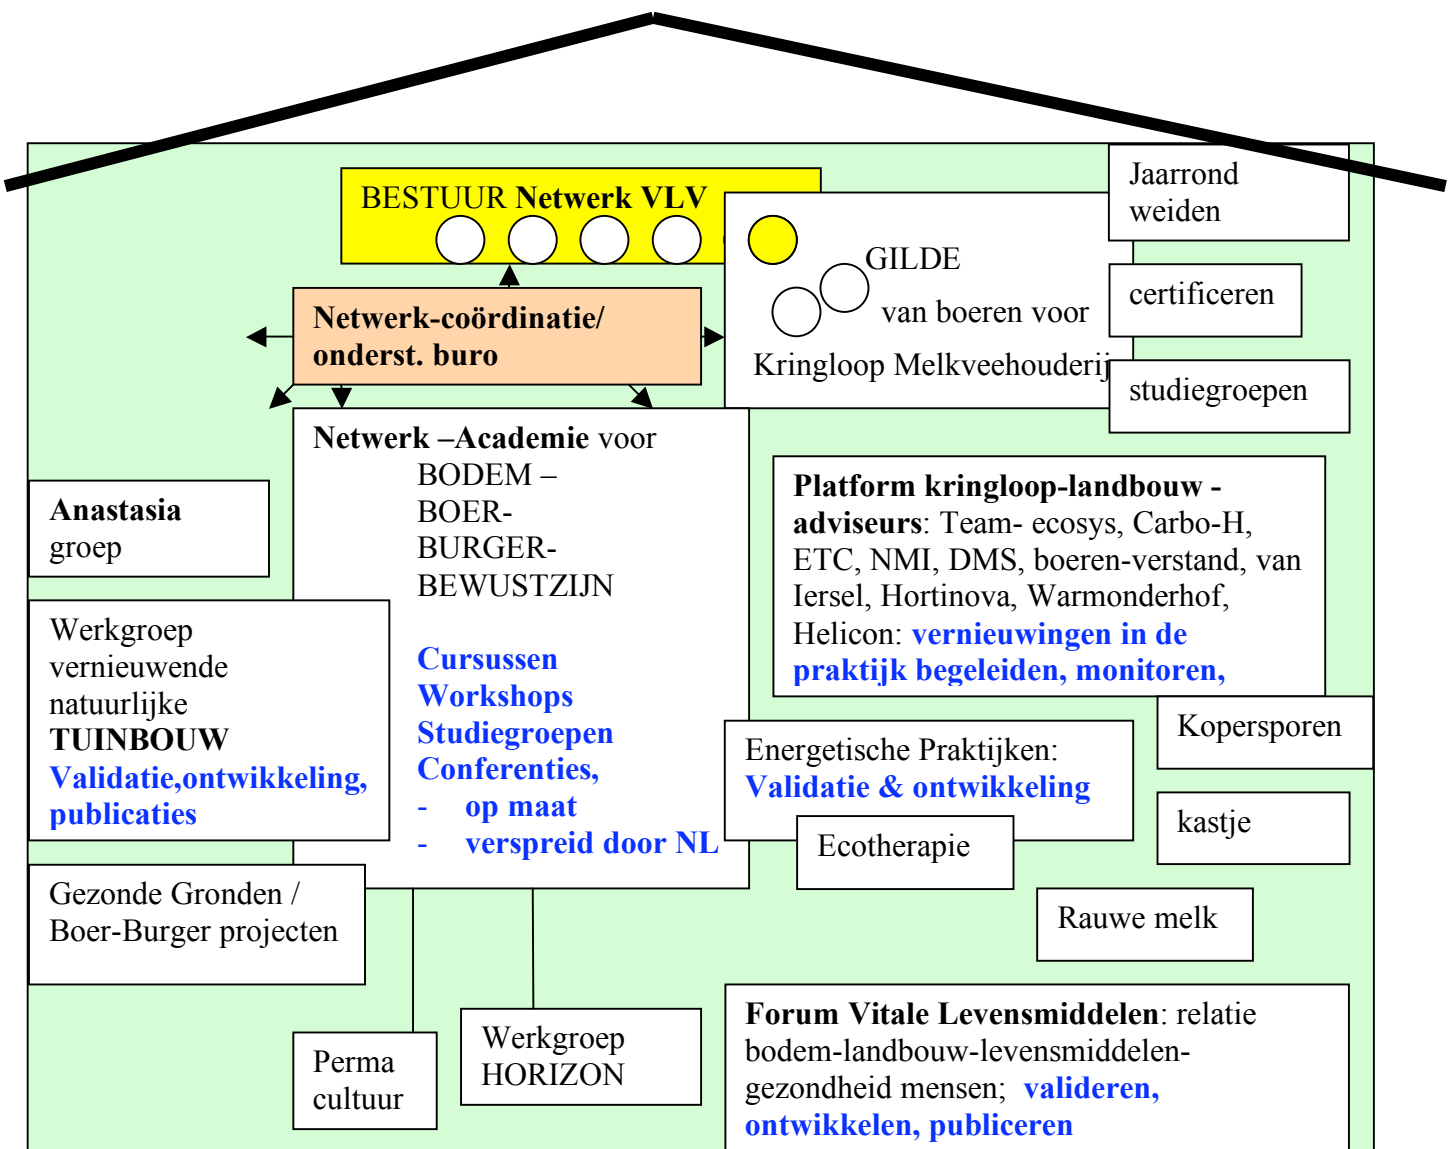 BESTUUR Netwerk VLV
Jaarrond
weiden
GILDE
van boeren voor
Kringloop Melkveehouderij
certificeren
studiegroepen
Netwerk-coördinatie/
onderst. buro
Netwerk –Academie voor
BODEM –
BOER-
BURGER-
BEWUSTZIJN
Cursussen
Workshops
Studiegroepen
Conferenties,
- op maat
- verspreid door NL
Anastasia
groep
Werkgroep
vernieuwende
natuurlijke
TUINBOUW
Validatie,ontwikkeling,
publicaties
Gezonde Gronden /
Boer-Burger projecten
Platform kringloop-landbouw -
adviseurs: Team- ecosys, Carbo-H,
ETC, NMI, DMS, boeren-verstand, van
Iersel, Hortinova, Warmonderhof,
Helicon: vernieuwingen in de
praktijk begeleiden, monitoren,
Kopersporen
Energetische Praktijken:
Validatie & ontwikkeling
kastje
Ecotherapie
Rauwe melk
Perma
cultuur
Werkgroep
HORIZON
Forum Vitale Levensmiddelen: relatie
bodem-landbouw-levensmiddelen-
gezondheid mensen; valideren,
ontwikkelen, publiceren